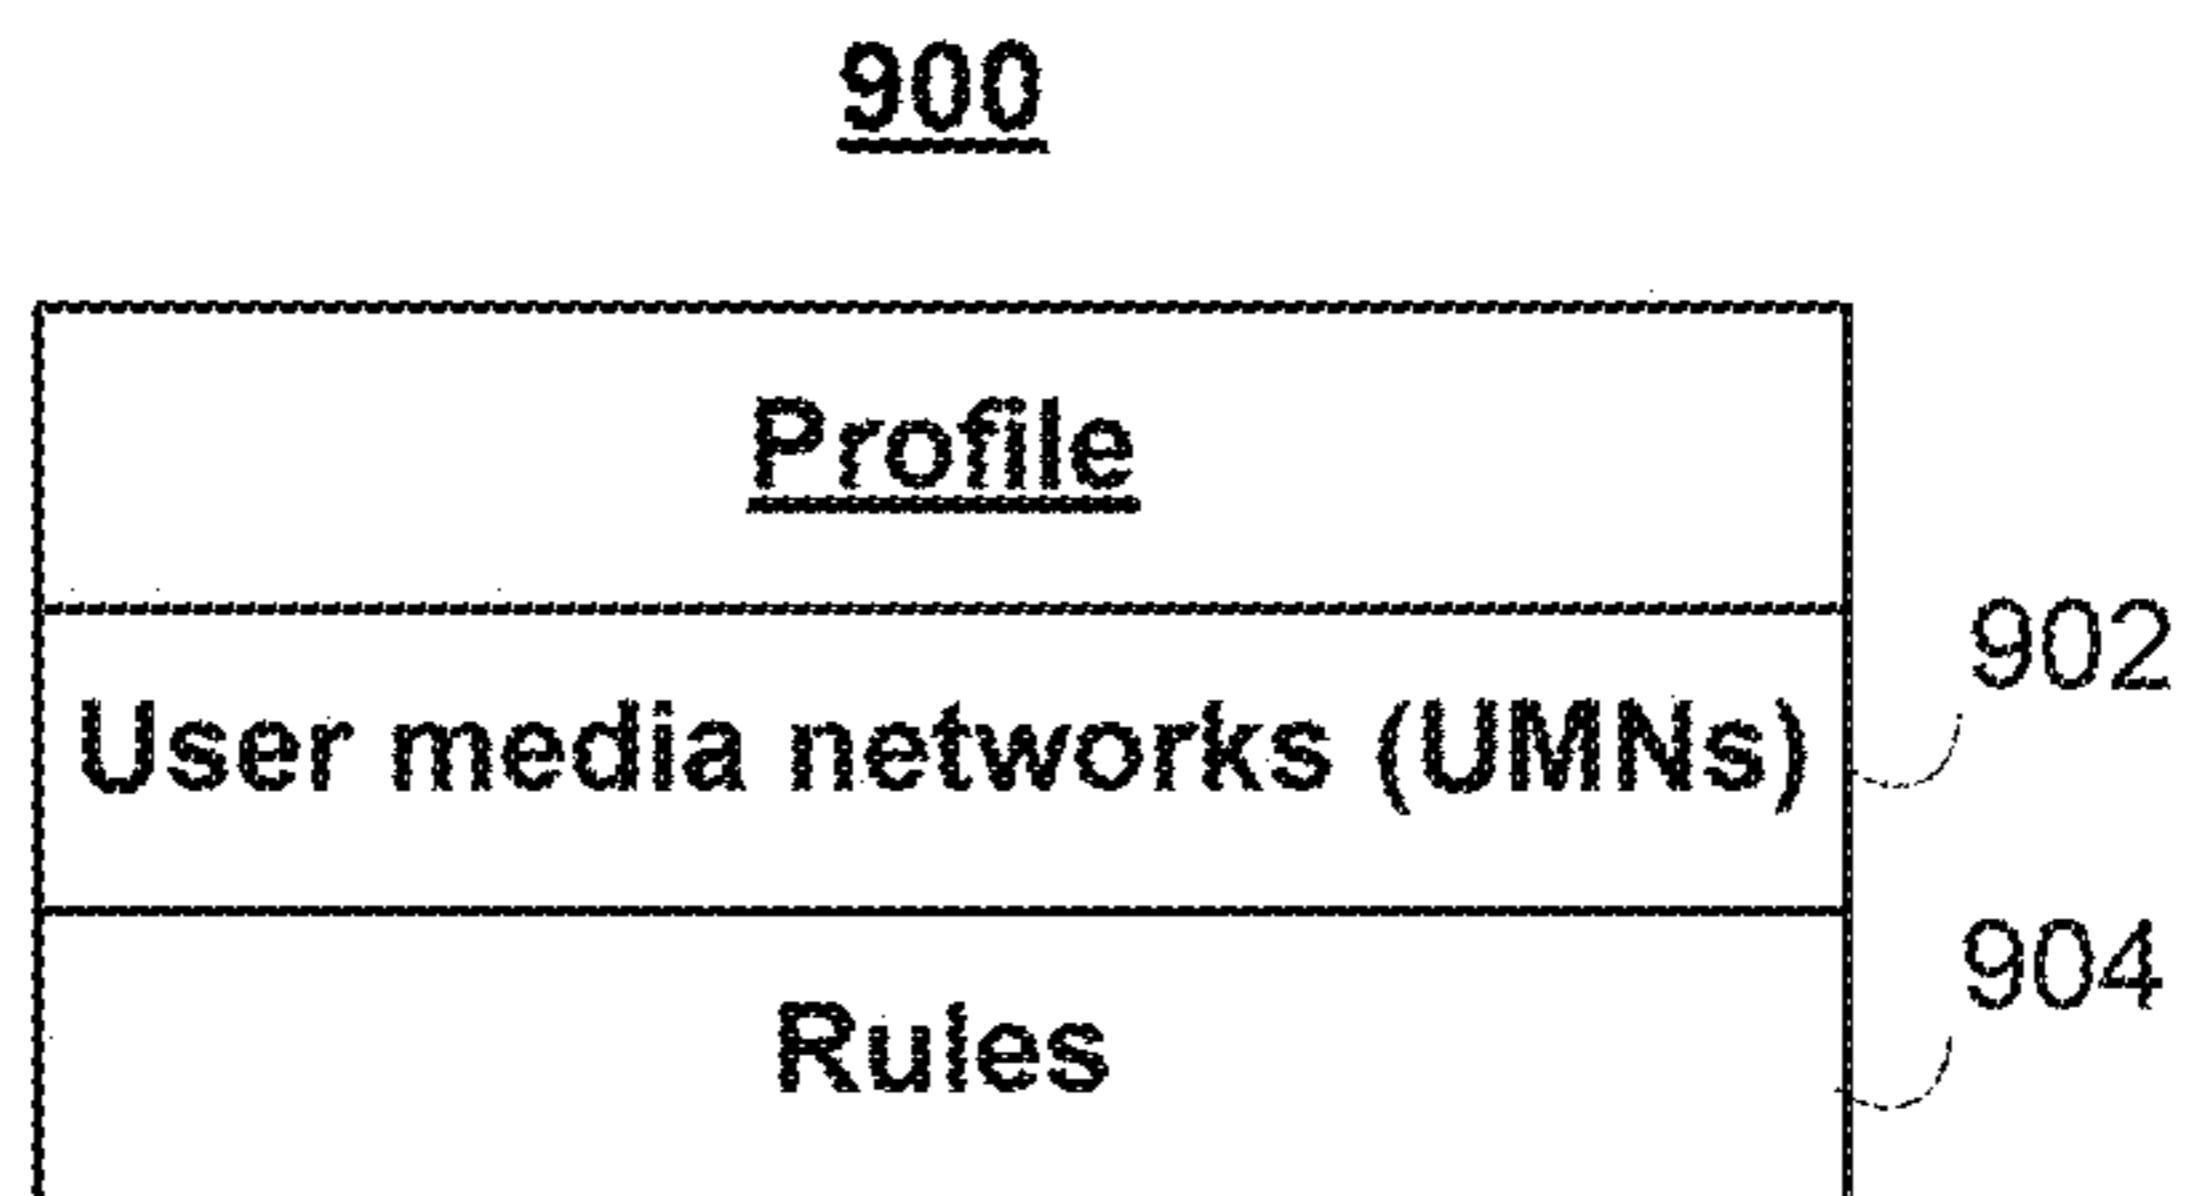 900
Profile
902
User media networks (UMNs)
904
Rules